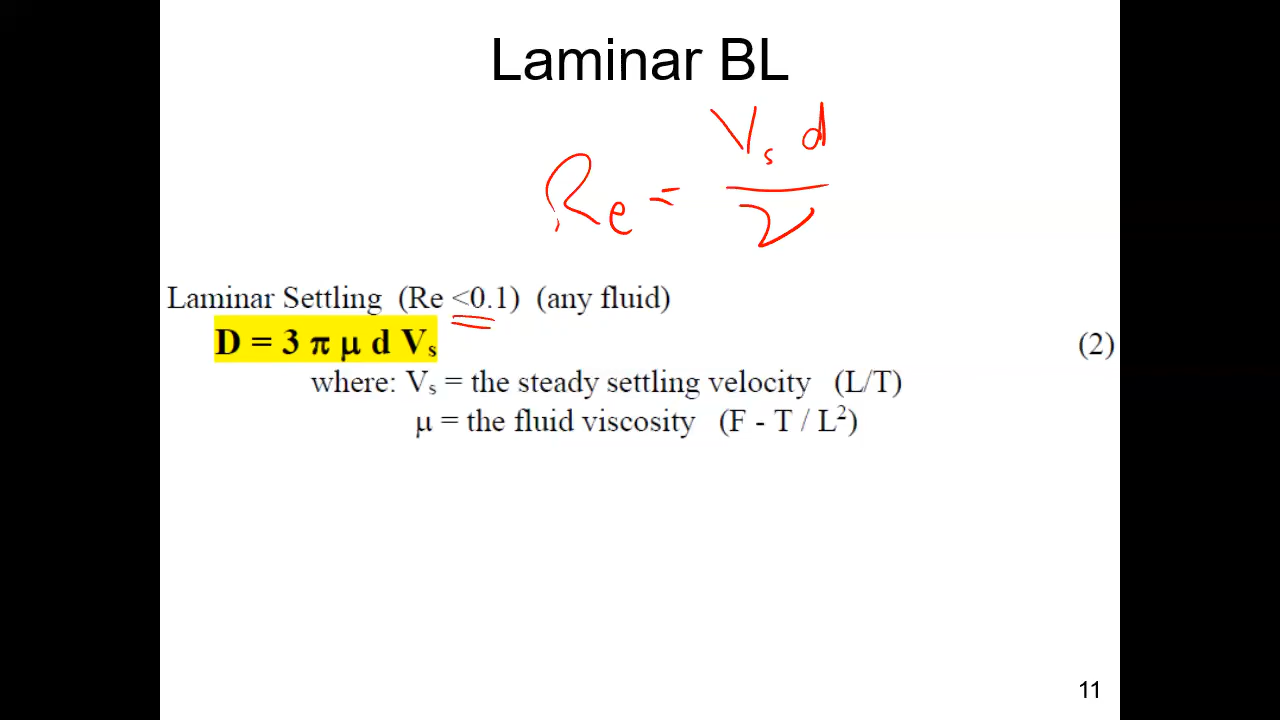 Laminar BL
Re = Vs d / ν
Laminar Settling (Re <0.1) (any fluid)
D = 3 π μ d Vₛ (2)
where: Vₛ = the steady settling velocity (L/T)
μ = the fluid viscosity (F - T / L²)
11